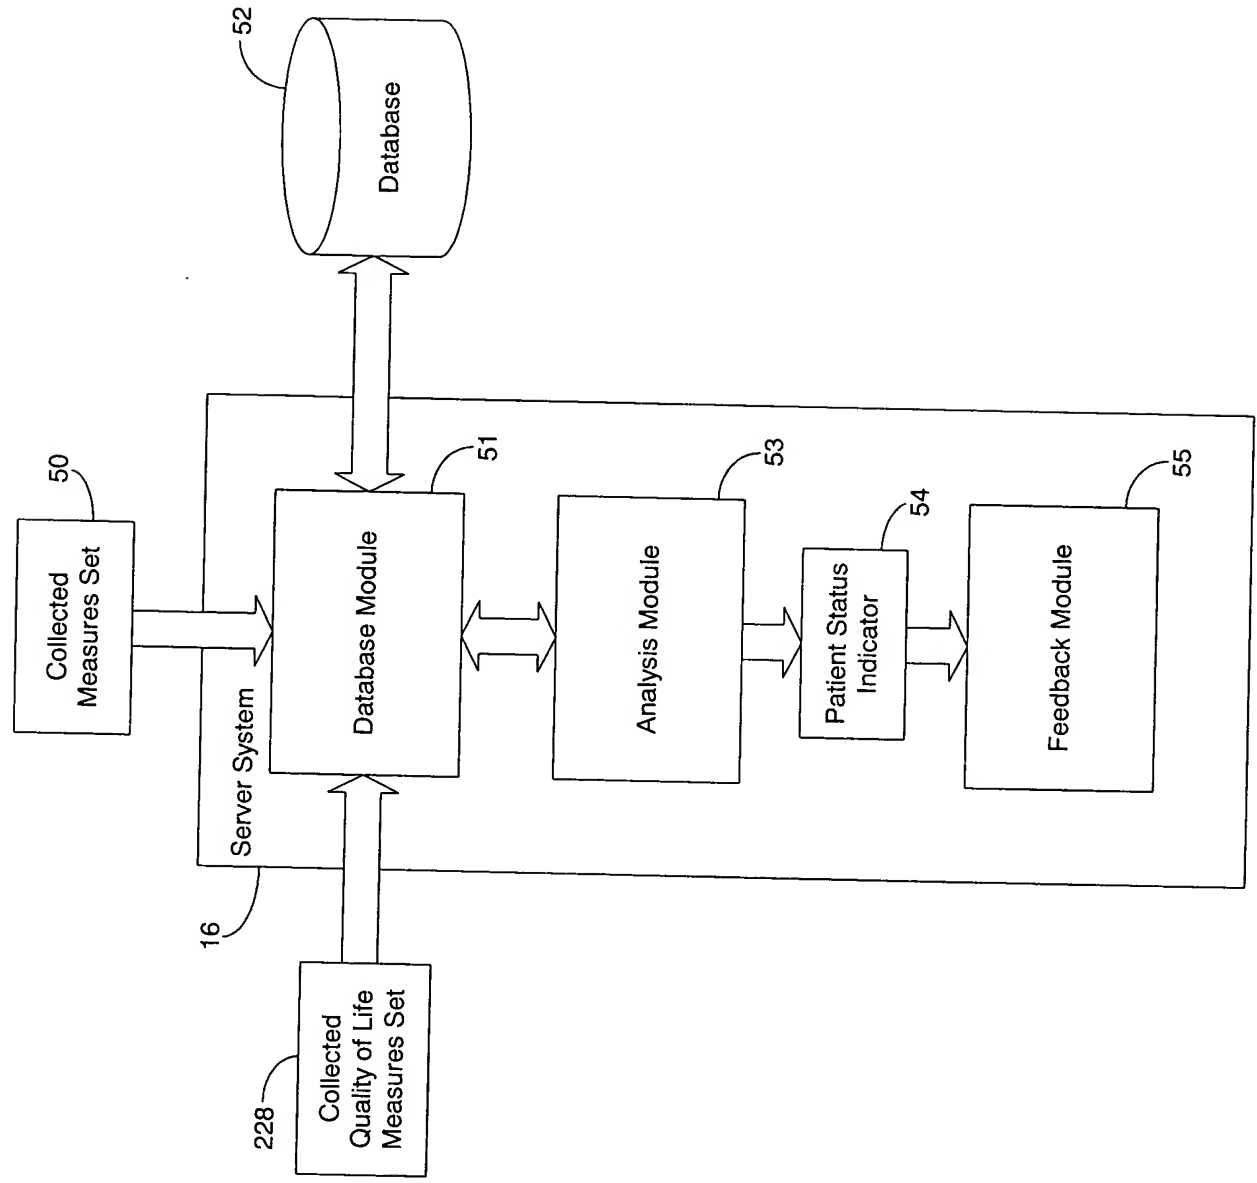 Collected
Measures Set
50
16
Server System
52
228
Collected
Quality of Life
Measures Set
Database Module
Database
51
Analysis Module
53
Patient Status
Indicator
54
Feedback Module
55